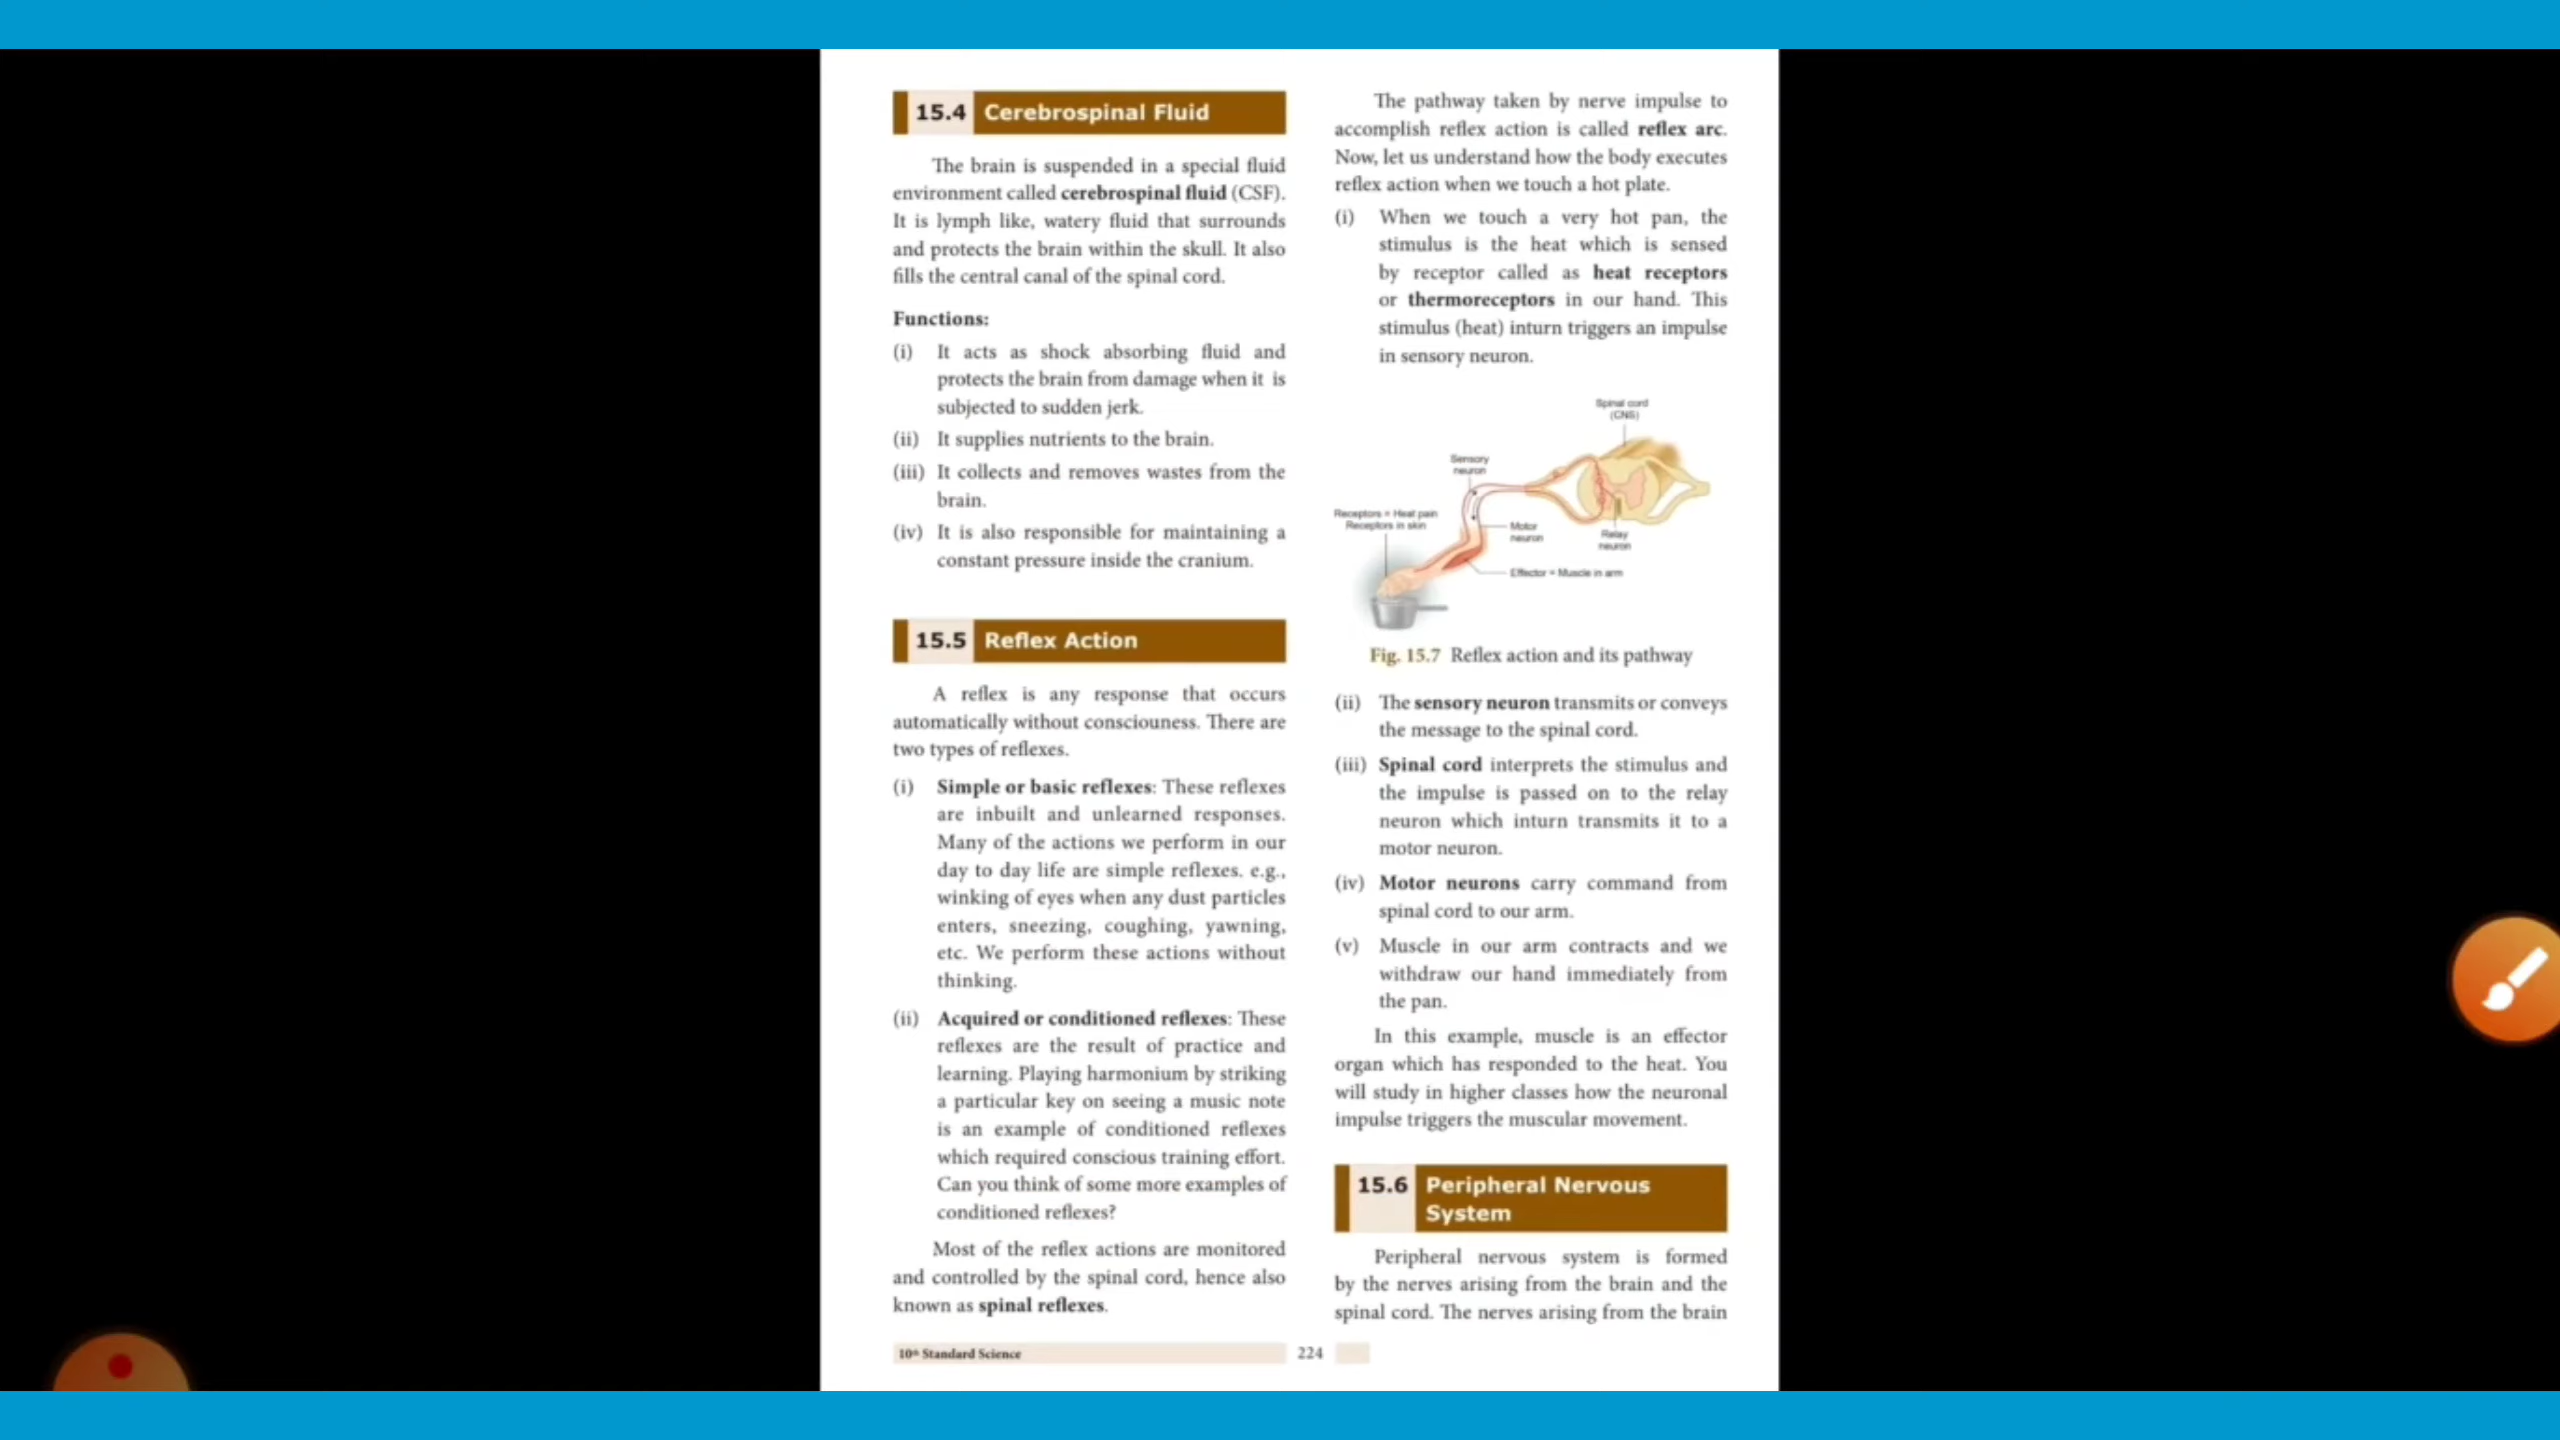 15.4 Cerebrospinal Fluid
The brain is suspended in a special fluid
environment called cerebrospinal fluid (CSF).
It is lymph like, watery fluid that surrounds
and protects the brain within the skull. It also
fills the central canal of the spinal cord.
Functions:
(i) It acts as shock absorbing fluid and
protects the brain from damage when it is
subjected to sudden jerk.
(ii) It supplies nutrients to the brain.
(iii) It collects and removes wastes from the
brain.
(iv) It is also responsible for maintaining a
constant pressure inside the cranium.
15.5 Reflex Action
A reflex is any response that occurs
automatically without consciouness. There are
two types of reflexes.
(i) Simple or basic reflexes: These reflexes
are inbuilt and unlearned responses.
Many of the actions we perform in our
day to day life are simple reflexes. e.g.,
winking of eyes when any dust particles
enters, sneezing, coughing, yawning,
etc. We perform these actions without
thinking.
(ii) Acquired or conditioned reflexes: These
reflexes are the result of practice and
learning. Playing harmonium by striking
a particular key on seeing a music note
is an example of conditioned reflexes
which required conscious training effort.
Can you think of some more examples of
conditioned reflexes?
Most of the reflex actions are monitored
and controlled by the spinal cord, hence also
known as spinal reflexes.
The pathway taken by nerve impulse to
accomplish reflex action is called reflex arc.
Now, let us understand how the body executes
reflex action when we touch a hot plate.
(i) When we touch a very hot pan, the
stimulus is the heat which is sensed
by receptor called as heat receptors
or thermoreceptors in our hand. This
stimulus (heat) inturn triggers an impulse
in sensory neuron.
Spinal cord
(CNS)
Sensory
neuron
Receptors = Heat pain
Receptors in skin
Motor
neuron
Relay
neuron
Effector = Muscle in arm
Fig. 15.7 Reflex action and its pathway
(ii) The sensory neuron transmits or conveys
the message to the spinal cord.
(iii) Spinal cord interprets the stimulus and
the impulse is passed on to the relay
neuron which inturn transmits it to a
motor neuron.
(iv) Motor neurons carry command from
spinal cord to our arm.
(v) Muscle in our arm contracts and we
withdraw our hand immediately from
the pan.
In this example, muscle is an effector
organ which has responded to the heat. You
will study in higher classes how the neuronal
impulse triggers the muscular movement.
15.6 Peripheral Nervous
System
Peripheral nervous system is formed
by the nerves arising from the brain and the
spinal cord. The nerves arising from the brain
10th Standard Science
224